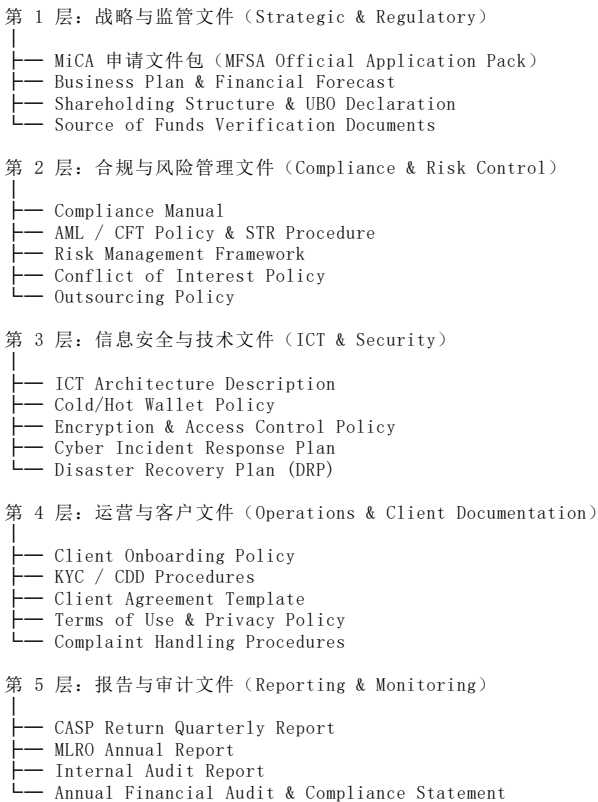 第 1 层：战略与监管文件（Strategic & Regulatory）
│
├── MiCA 申请文件包（MFSA Official Application Pack）
├── Business Plan & Financial Forecast
├── Shareholding Structure & UBO Declaration
└── Source of Funds Verification Documents
第 2 层：合规与风险管理文件（Compliance & Risk Control）
│
├── Compliance Manual
├── AML / CFT Policy & STR Procedure
├── Risk Management Framework
├── Conflict of Interest Policy
└── Outsourcing Policy
第 3 层：信息安全与技术文件（ICT & Security）
│
├── ICT Architecture Description
├── Cold/Hot Wallet Policy
├── Encryption & Access Control Policy
├── Cyber Incident Response Plan
└── Disaster Recovery Plan (DRP)
第 4 层：运营与客户文件（Operations & Client Documentation）
│
├── Client Onboarding Policy
├── KYC / CDD Procedures
├── Client Agreement Template
├── Terms of Use & Privacy Policy
└── Complaint Handling Procedures
第 5 层：报告与审计文件（Reporting & Monitoring）
│
├── CASP Return Quarterly Report
├── MLRO Annual Report
├── Internal Audit Report
└── Annual Financial Audit & Compliance Statement